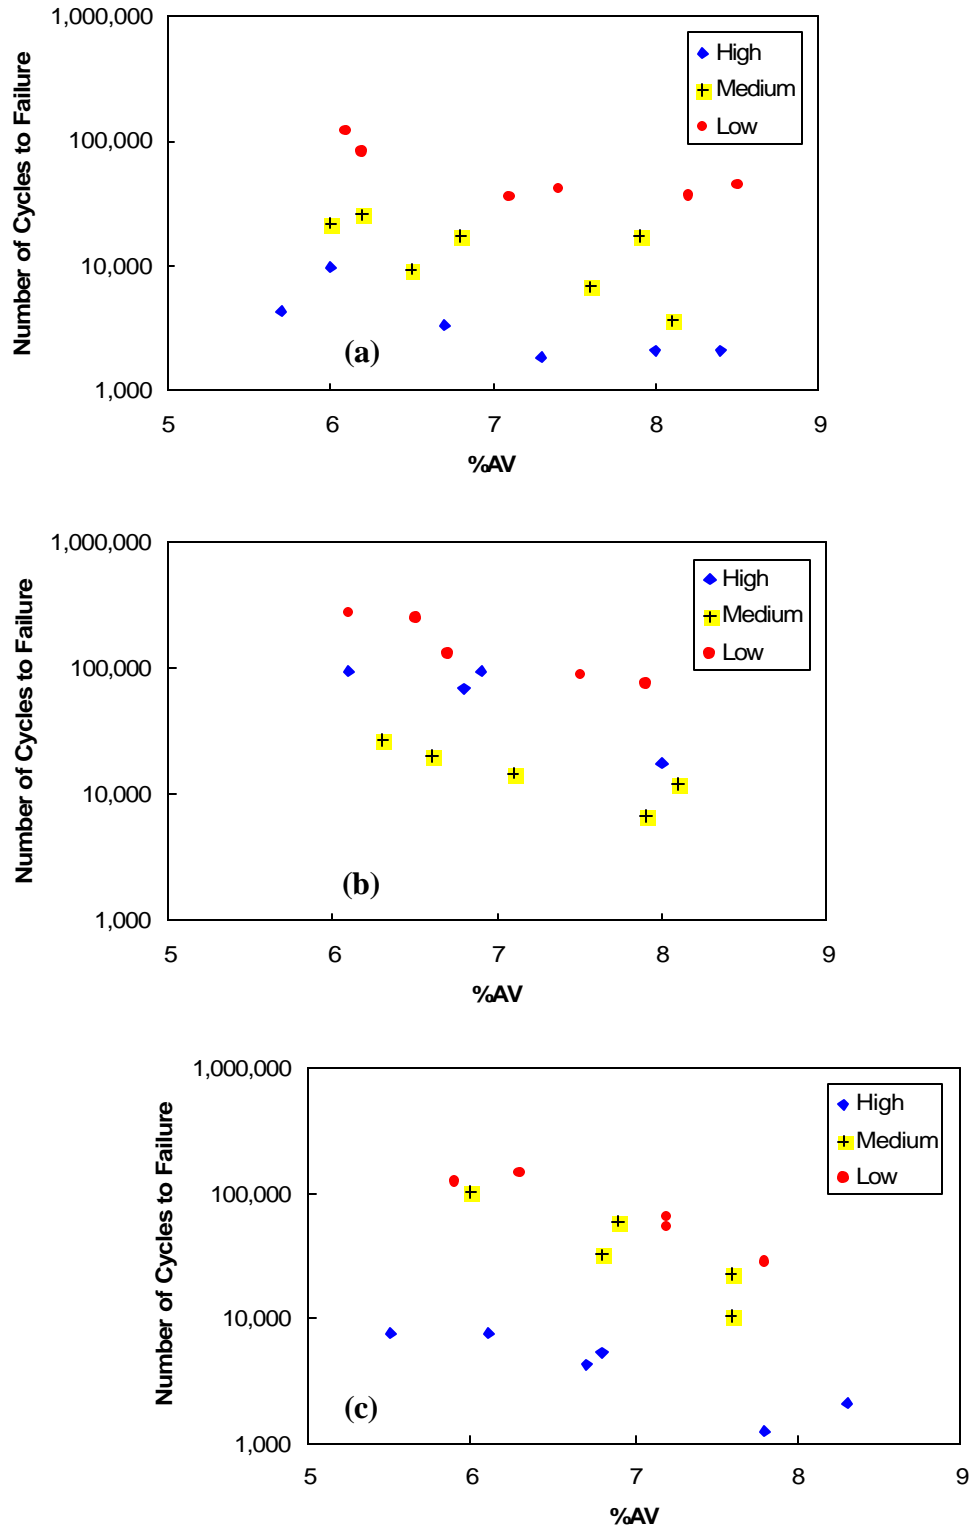 1,000,000
100,000
10,000
1,000
Number of Cycles to Failure
High
Medium
Low
(a)
5 6 7 8 9
%AV
1,000,000
100,000
10,000
1,000
Number of Cycles to Failure
High
Medium
Low
(b)
5 6 7 8 9
%AV
1,000,000
100,000
10,000
1,000
Number of Cycles to Failure
High
Medium
Low
(c)
5 6 7 8 9
%AV